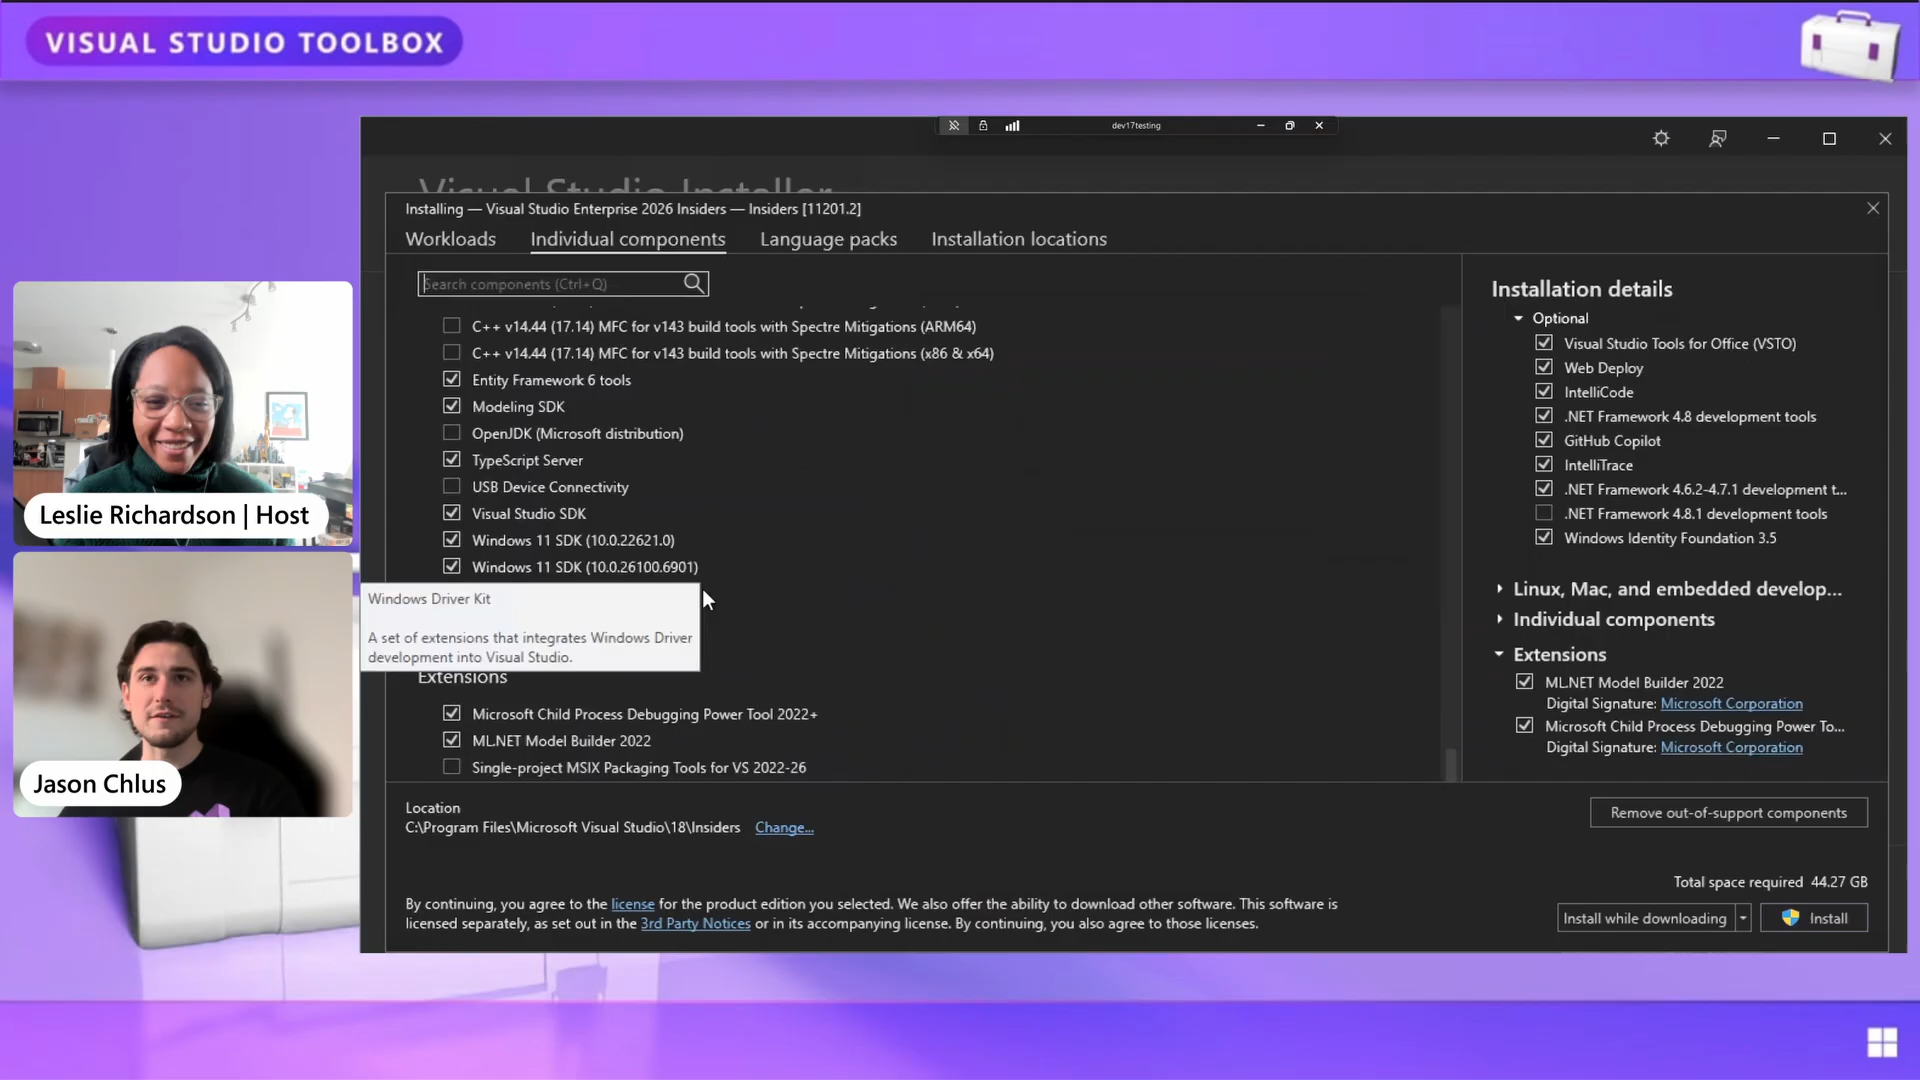 VISUAL STUDIO TOOLBOX
dev17testing
Visual Studio Installer
Installing — Visual Studio Enterprise 2026 Insiders — Insiders [11201.2]
Workloads
Individual components
Language packs
Installation locations
Search components (Ctrl+Q)
C++ v14.44 (17.14) MFC for v143 build tools with Spectre Mitigations (ARM64)
C++ v14.44 (17.14) MFC for v143 build tools with Spectre Mitigations (x86 & x64)
Entity Framework 6 tools
Modeling SDK
OpenJDK (Microsoft distribution)
TypeScript Server
USB Device Connectivity
Visual Studio SDK
Windows 11 SDK (10.0.22621.0)
Windows 11 SDK (10.0.26100.6901)
Windows Driver Kit
A set of extensions that integrates Windows Driver
development into Visual Studio.
Extensions
Microsoft Child Process Debugging Power Tool 2022+
ML.NET Model Builder 2022
Single-project MSIX Packaging Tools for VS 2022-26
Installation details
Optional
Visual Studio Tools for Office (VSTO)
Web Deploy
IntelliCode
.NET Framework 4.8 development tools
GitHub Copilot
IntelliTrace
.NET Framework 4.6.2-4.7.1 development t...
.NET Framework 4.8.1 development tools
Windows Identity Foundation 3.5
Linux, Mac, and embedded develop...
Individual components
Extensions
ML.NET Model Builder 2022
Digital Signature: Microsoft Corporation
Microsoft Child Process Debugging Power To...
Digital Signature: Microsoft Corporation
Location
C:\Program Files\Microsoft Visual Studio\18\Insiders Change...
Remove out-of-support components
Total space required 44.27 GB
By continuing, you agree to the license for the product edition you selected. We also offer the ability to download other software. This software is
licensed separately, as set out in the 3rd Party Notices or in its accompanying license. By continuing, you also agree to those licenses.
Install while downloading
Install
Leslie Richardson | Host
Jason Chlus